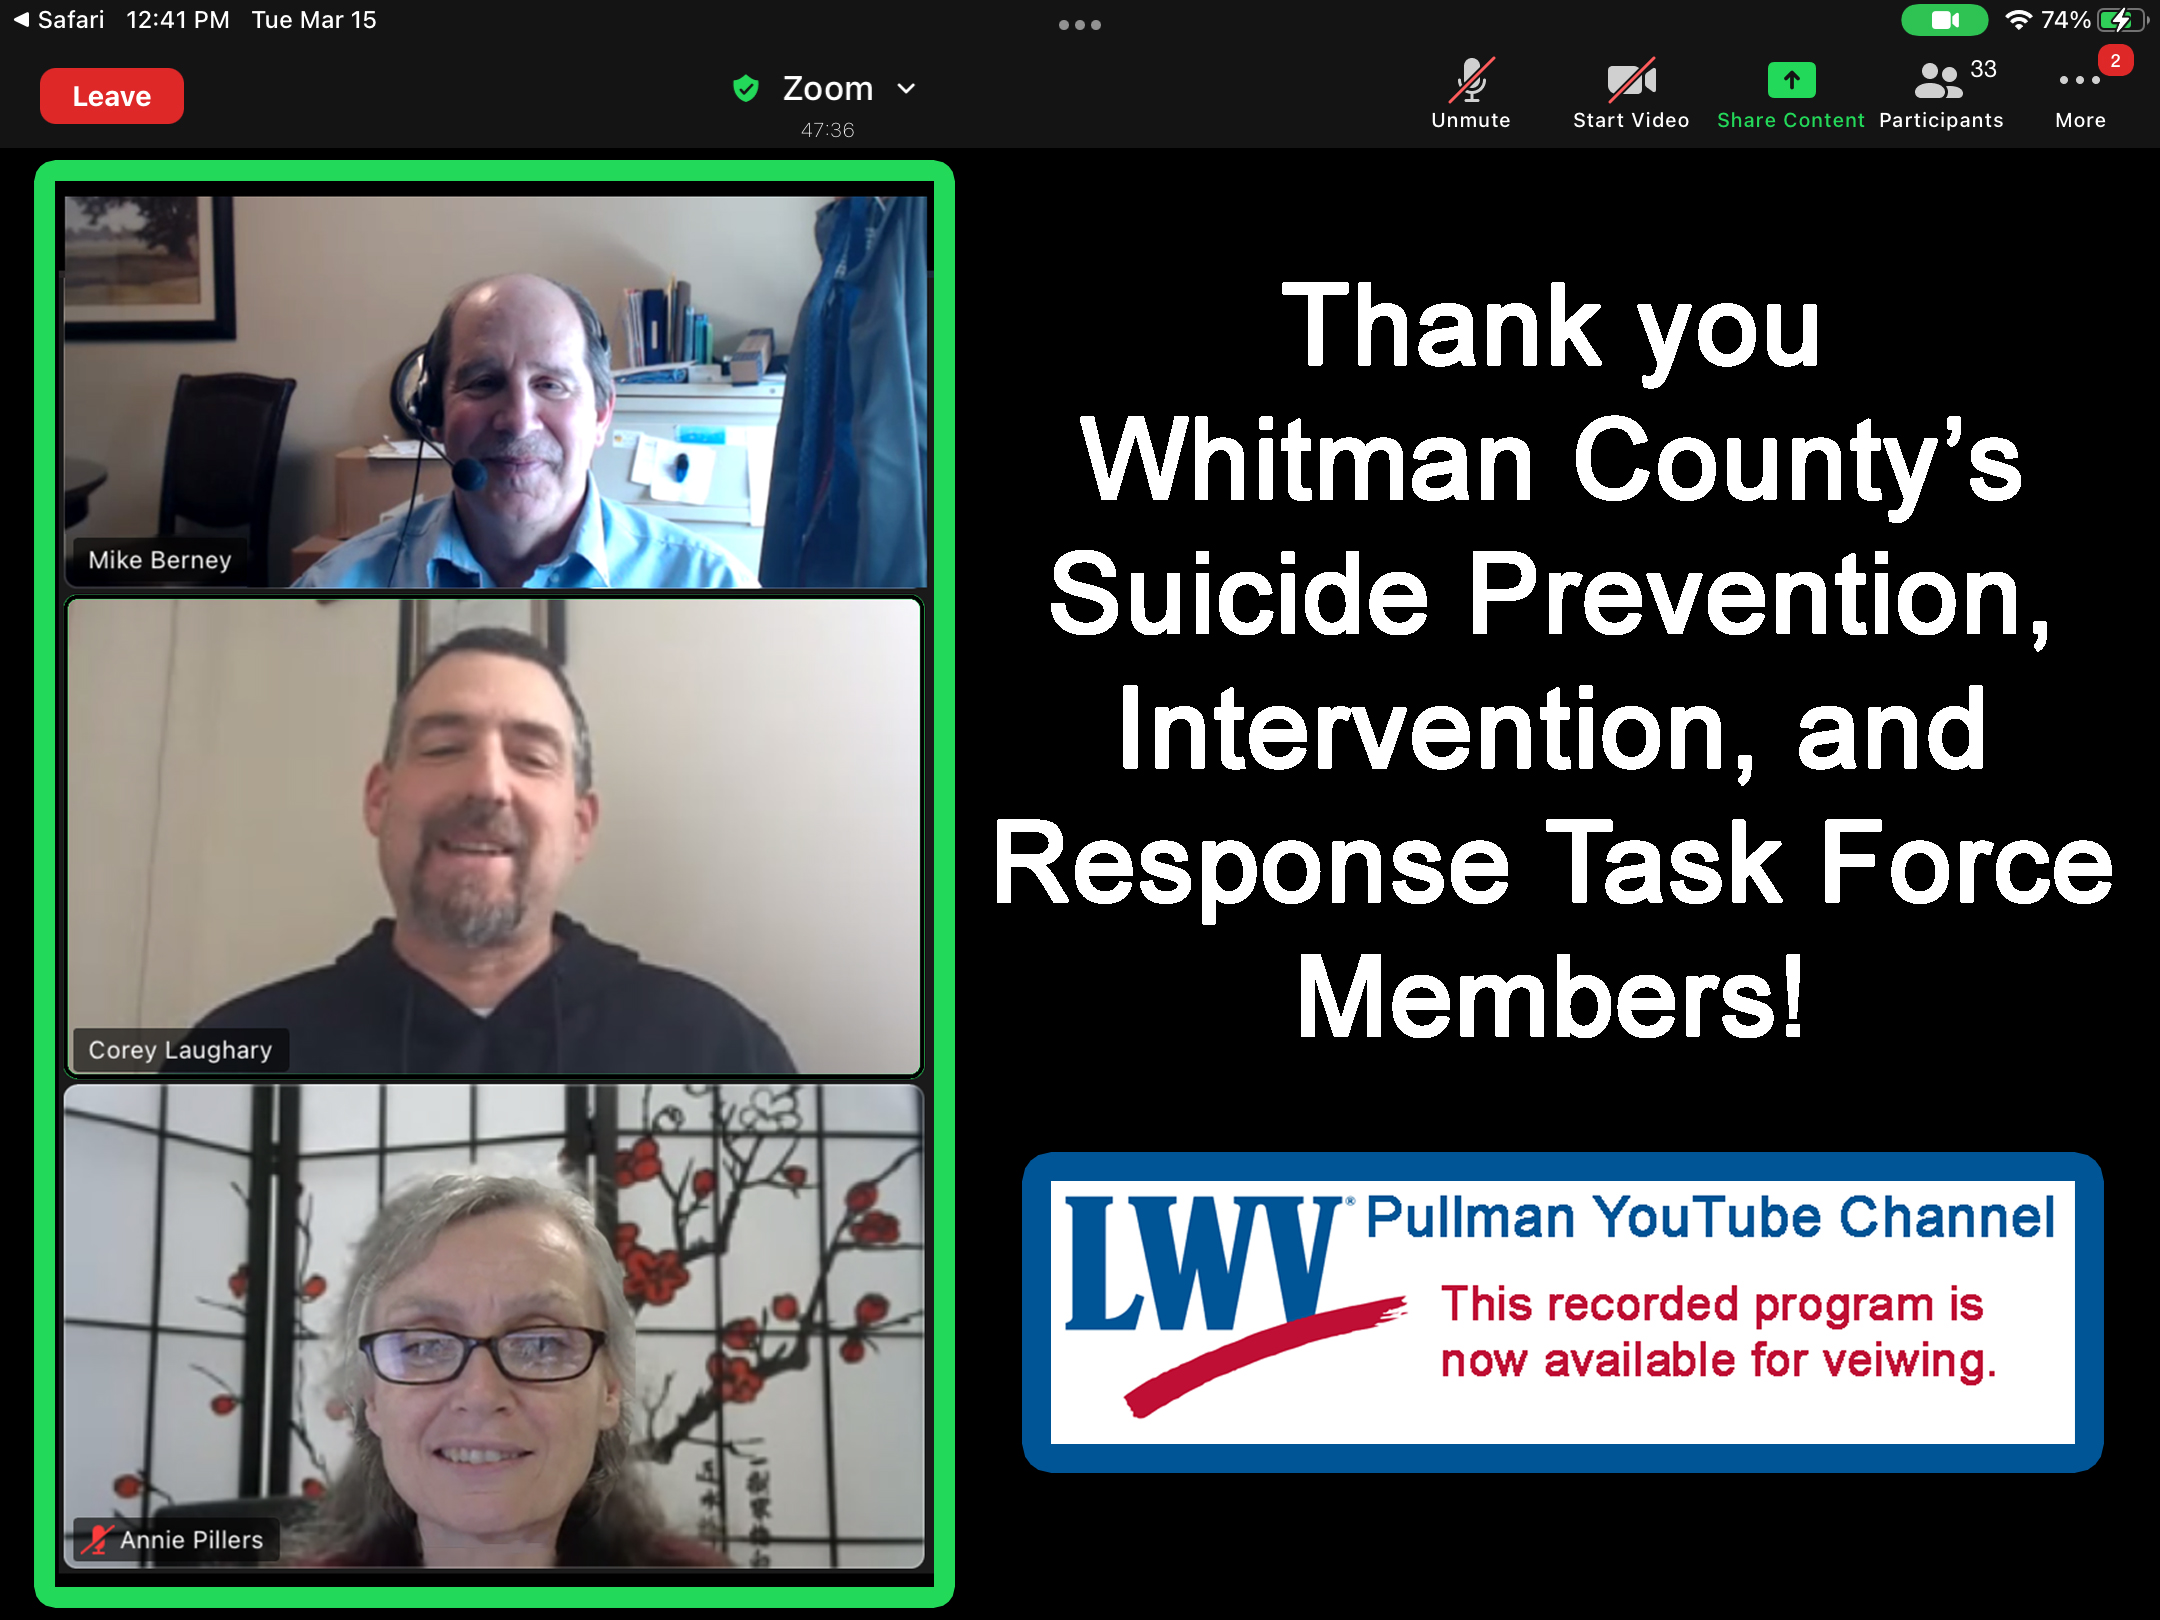 Safari 12:41 PM Tue Mar 15
74%
Leave
Zoom
47:36
Unmute
Start Video
Share Content
33
Participants
2
More
Mike Berney
Corey Laughary
Annie Pillers
Thank you
Whitman County’s
Suicide Prevention,
Intervention, and
Response Task Force
Members!
LWV® Pullman YouTube Channel
This recorded program is
now available for veiwing.